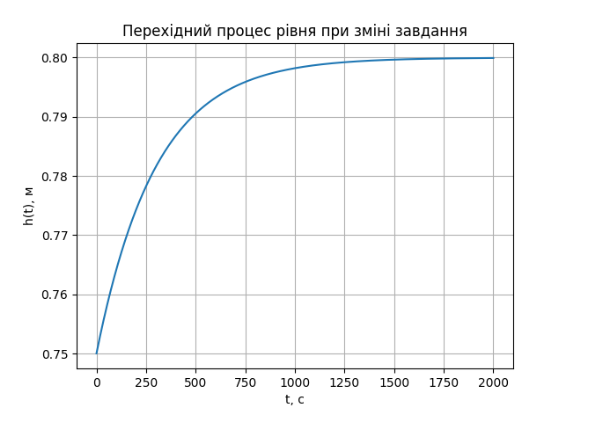 Перехідний процес рівня при зміні завдання
0.80
0.79
0.78
0.77
0.76
0.75
h(t), м
0 250 500 750 1000 1250 1500 1750 2000
t, с